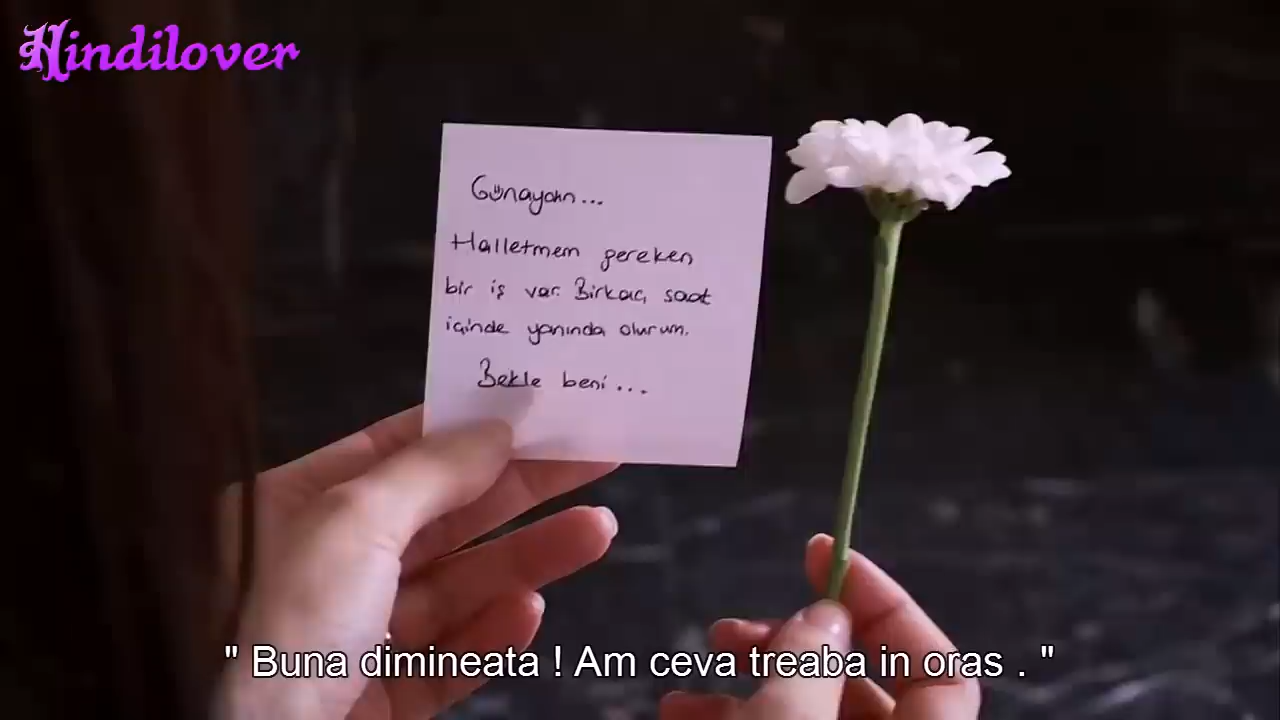 Hindilover
Günaydın...
Halletmem gereken
bir iş var. Birkaç saat
içinde yanında olurum.
Bekle beni...
" Buna dimineata ! Am ceva treaba in oras . "